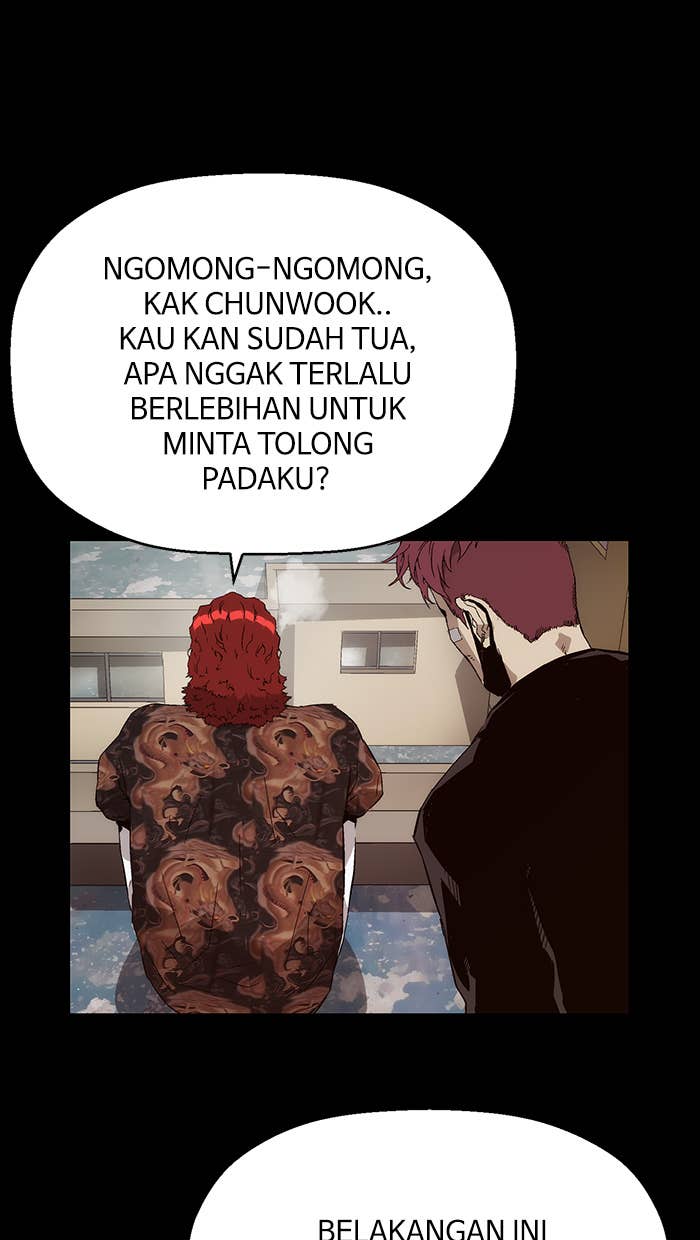 NGOMONG-NGOMONG,
KAK CHUNWOOK..
KAU KAN SUDAH TUA,
APA NGGAK TERLALU
BERLEBIHAN UNTUK
MINTA TOLONG
PADAKU?
BELAKANGAN INI